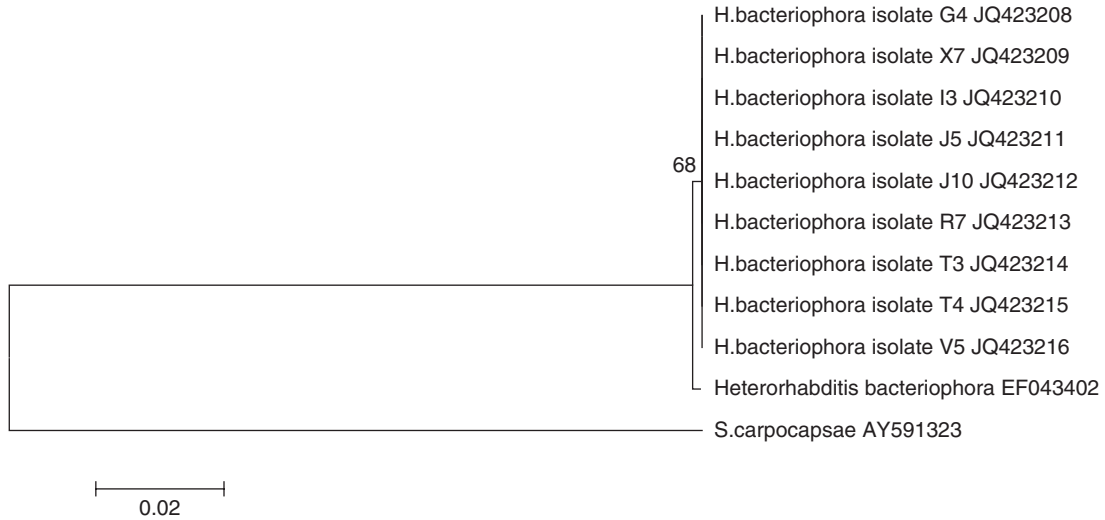 H.bacteriophora isolate G4 JQ423208
H.bacteriophora isolate X7 JQ423209
H.bacteriophora isolate I3 JQ423210
H.bacteriophora isolate J5 JQ423211
68
H.bacteriophora isolate J10 JQ423212
H.bacteriophora isolate R7 JQ423213
H.bacteriophora isolate T3 JQ423214
H.bacteriophora isolate T4 JQ423215
H.bacteriophora isolate V5 JQ423216
Heterorhabditis bacteriophora EF043402
S.carpocapsae AY591323
0.02